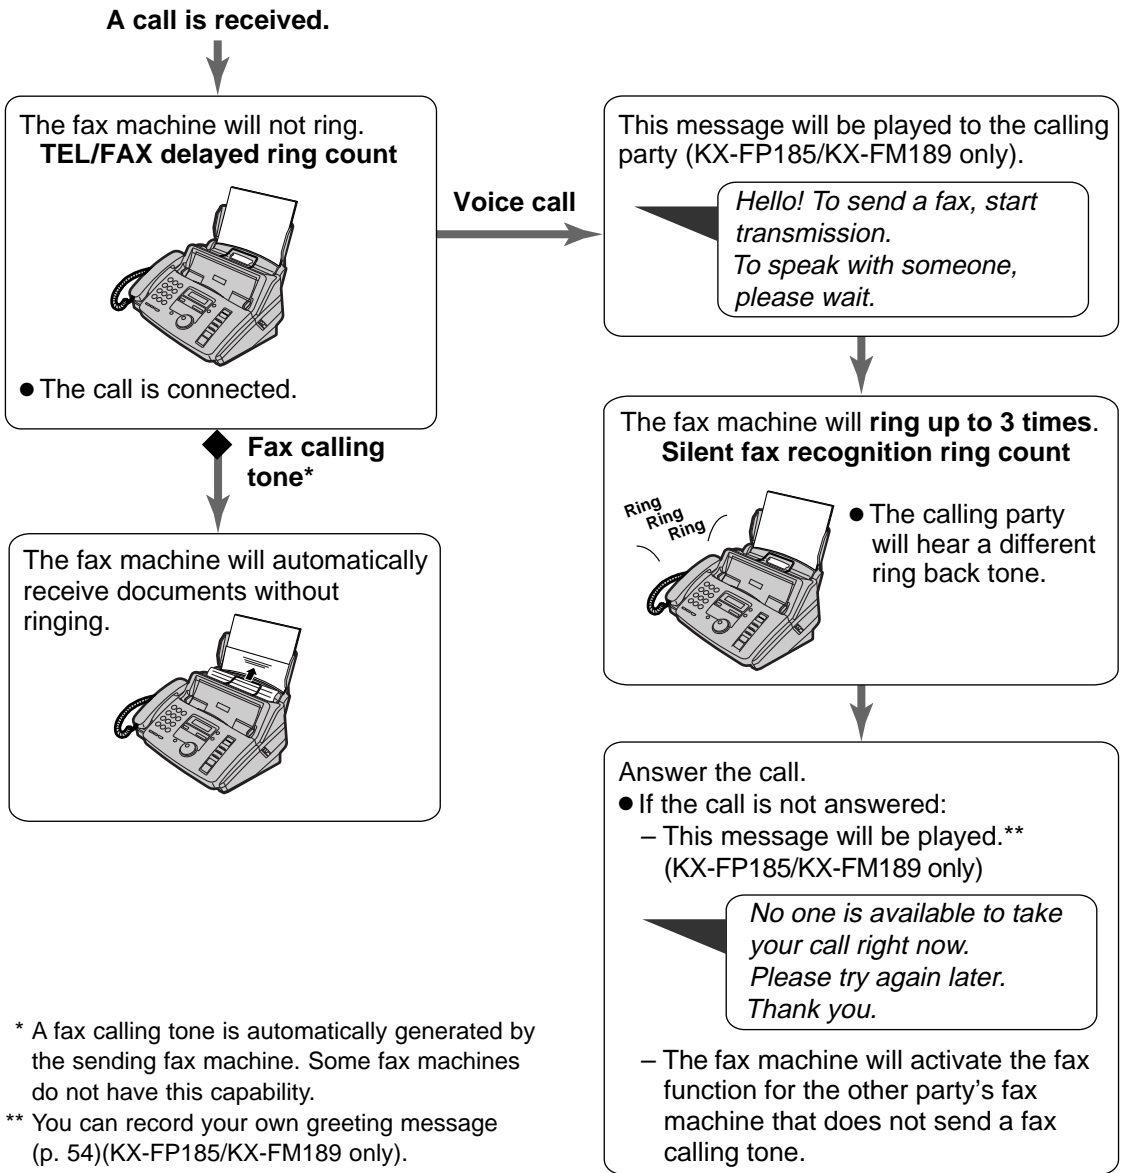 A call is received.
The fax machine will not ring.
TEL/FAX delayed ring count
● The call is connected.
Fax calling
tone*
The fax machine will automatically
receive documents without
ringing.
Voice call
This message will be played to the calling
party (KX-FP185/KX-FM189 only).
Hello! To send a fax, start
transmission.
To speak with someone,
please wait.
The fax machine will ring up to 3 times.
Silent fax recognition ring count
Ring
Ring
Ring
● The calling party
will hear a different
ring back tone.
Answer the call.
● If the call is not answered:
– This message will be played.**
(KX-FP185/KX-FM189 only)
No one is available to take
your call right now.
Please try again later.
Thank you.
– The fax machine will activate the fax
function for the other party's fax
machine that does not send a fax
calling tone.
* A fax calling tone is automatically generated by
the sending fax machine. Some fax machines
do not have this capability.
** You can record your own greeting message
(p. 54)(KX-FP185/KX-FM189 only).